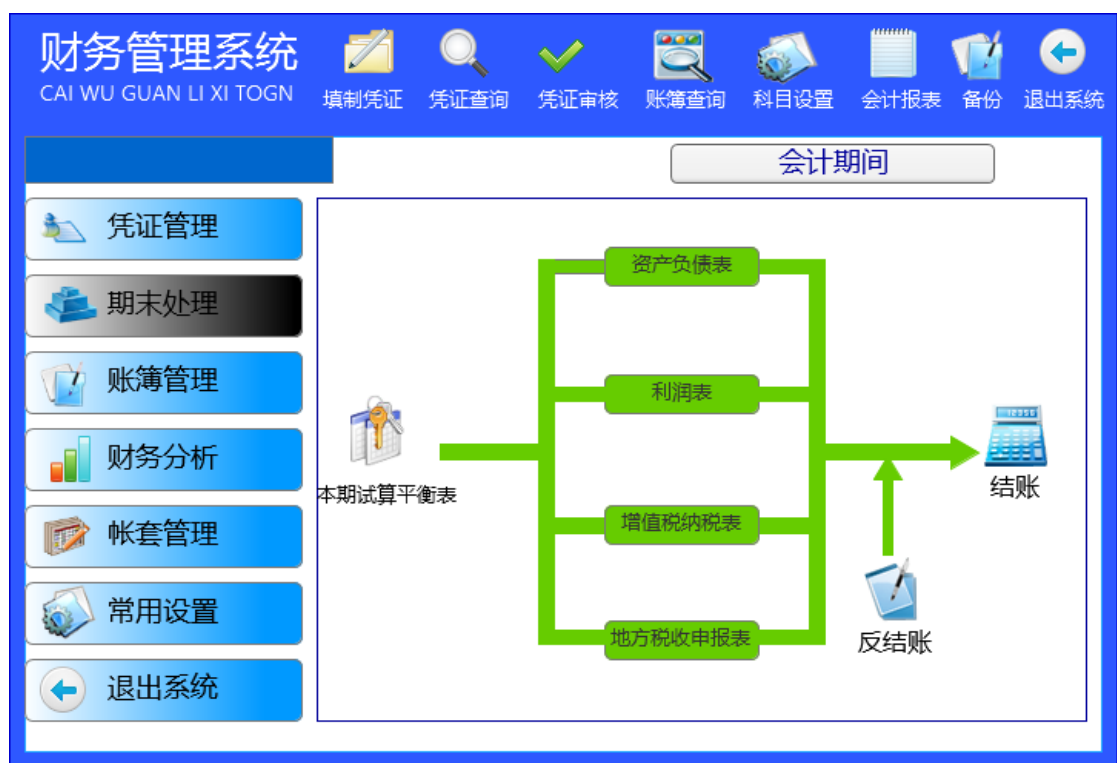 财务管理系统
CAI WU GUAN LI XI TOGN
填制凭证 凭证查询 凭证审核 账簿查询 科目设置 会计报表 备份 退出系统
会计期间
凭证管理
期末处理
账簿管理
财务分析
帐套管理
常用设置
退出系统
资产负债表
利润表
本期试算平衡表
增值税纳税表
地方税收申报表
12358
结账
反结账